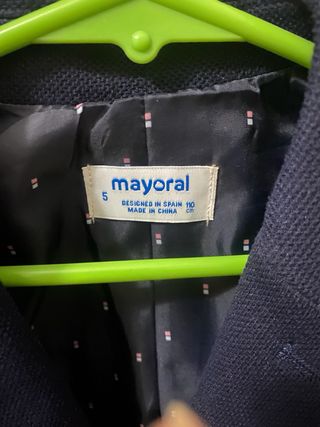 mayoral
5 DESIGNED IN SPAIN 110
MADE IN CHINA cm